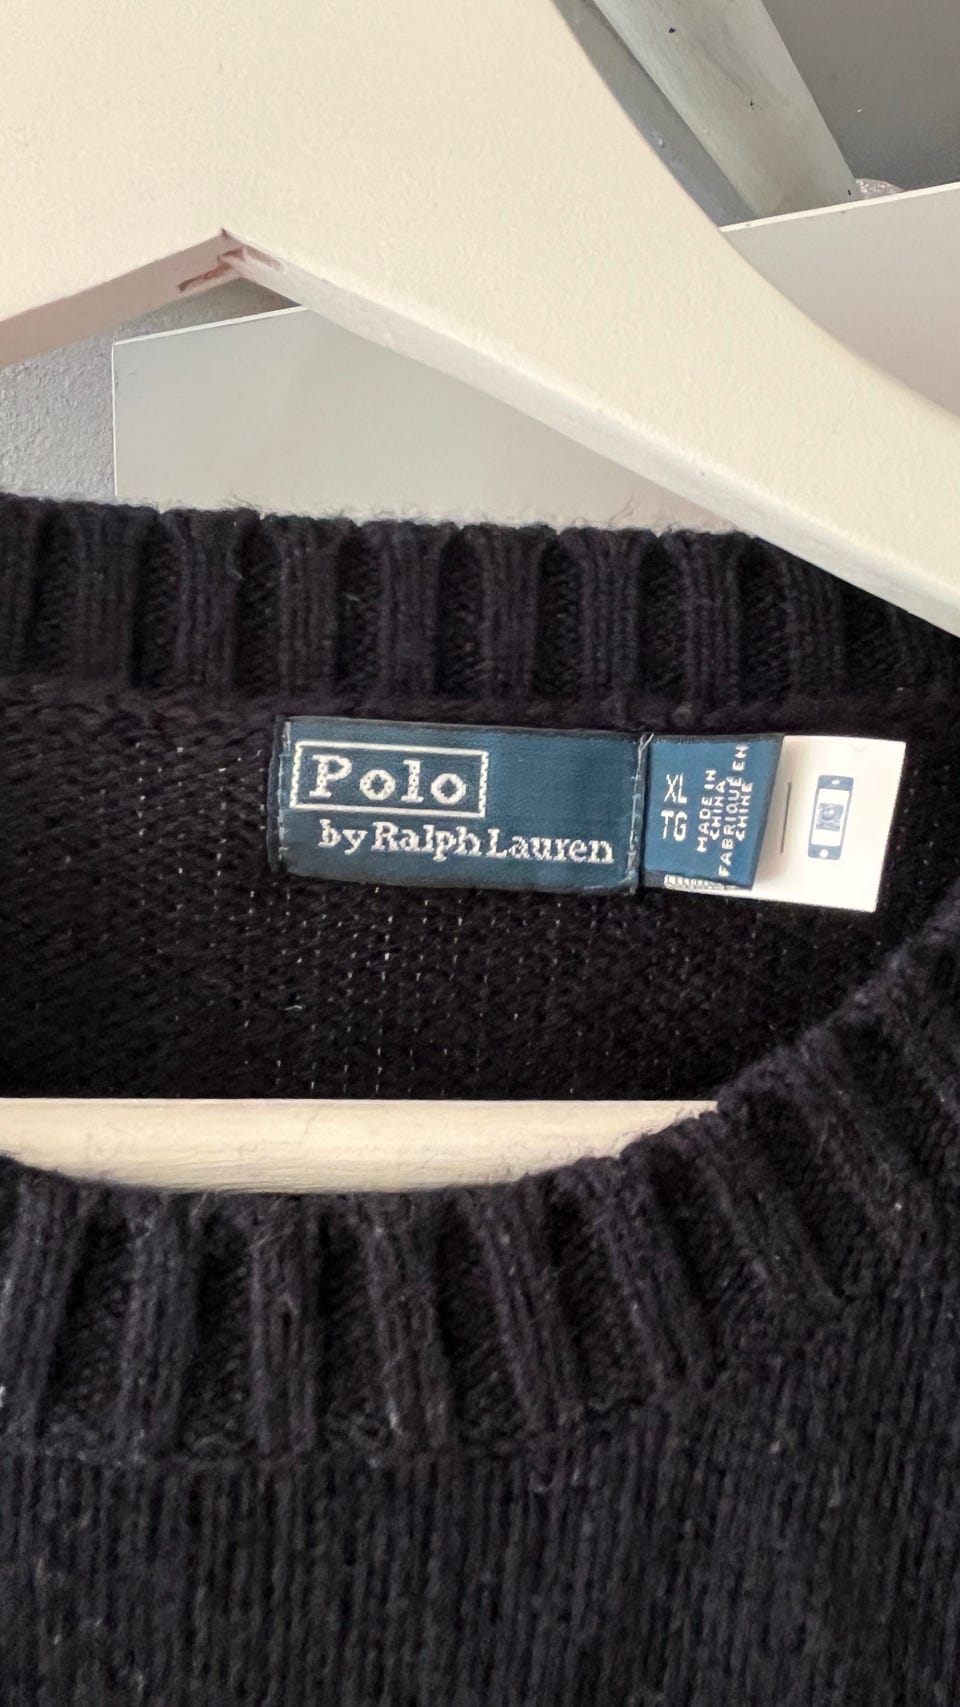 Polo
by Ralph Lauren
XL
TG
MADE IN
CHINA
FABRIQUÉ EN
CHINE